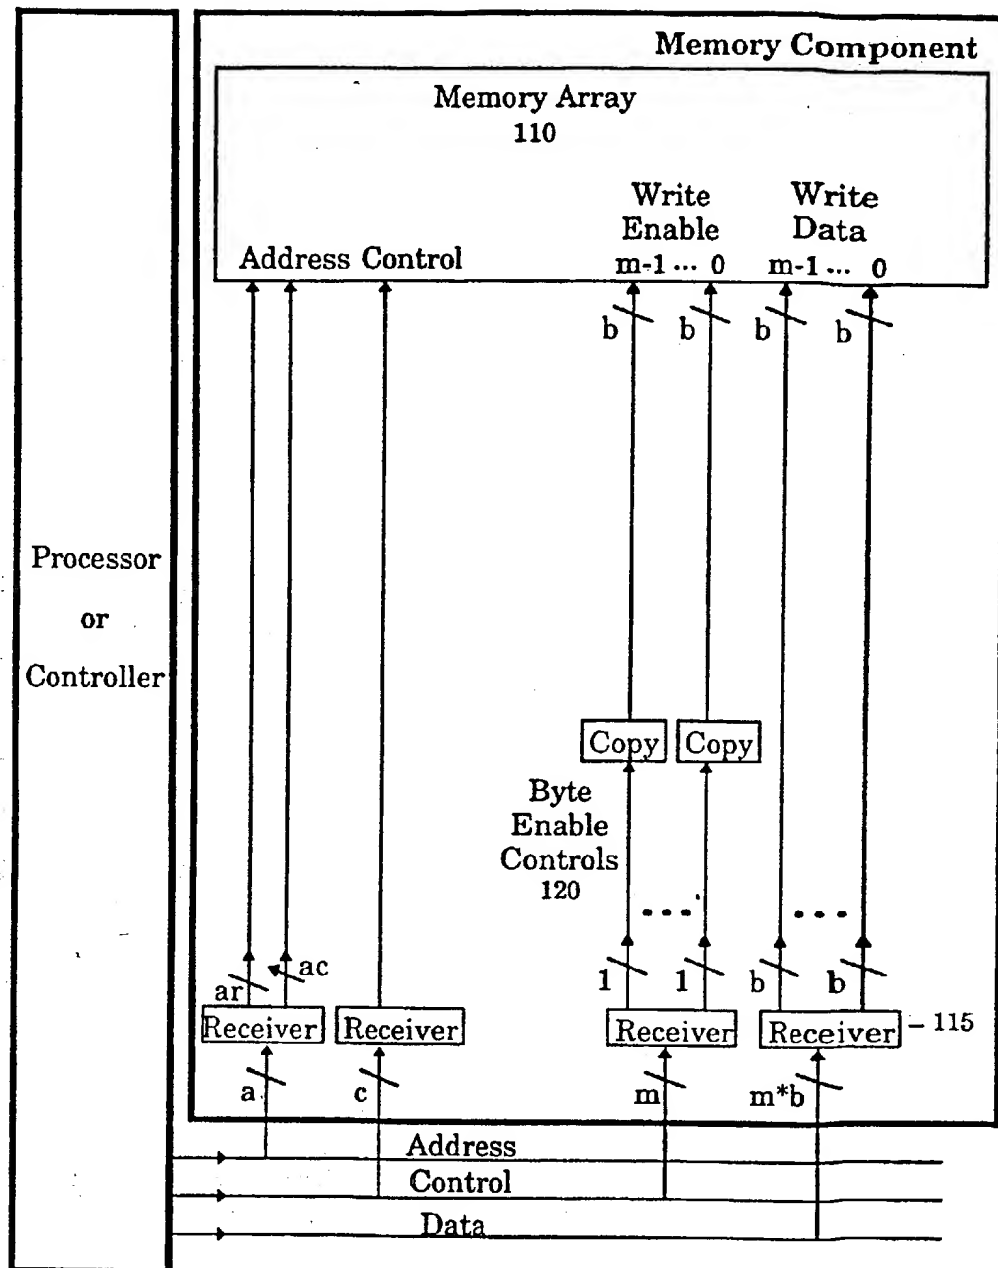 Memory Component
Memory Array
110
Write
Enable
m-1 ... 0
Write
Data
m-1 ... 0
Address Control
b b b b
Processor
or
Controller
Copy Copy
Byte
Enable
Controls
120
ar ac 1 1 b b
Receiver Receiver Receiver Receiver 115
a c m m*b
Address
Control
Data